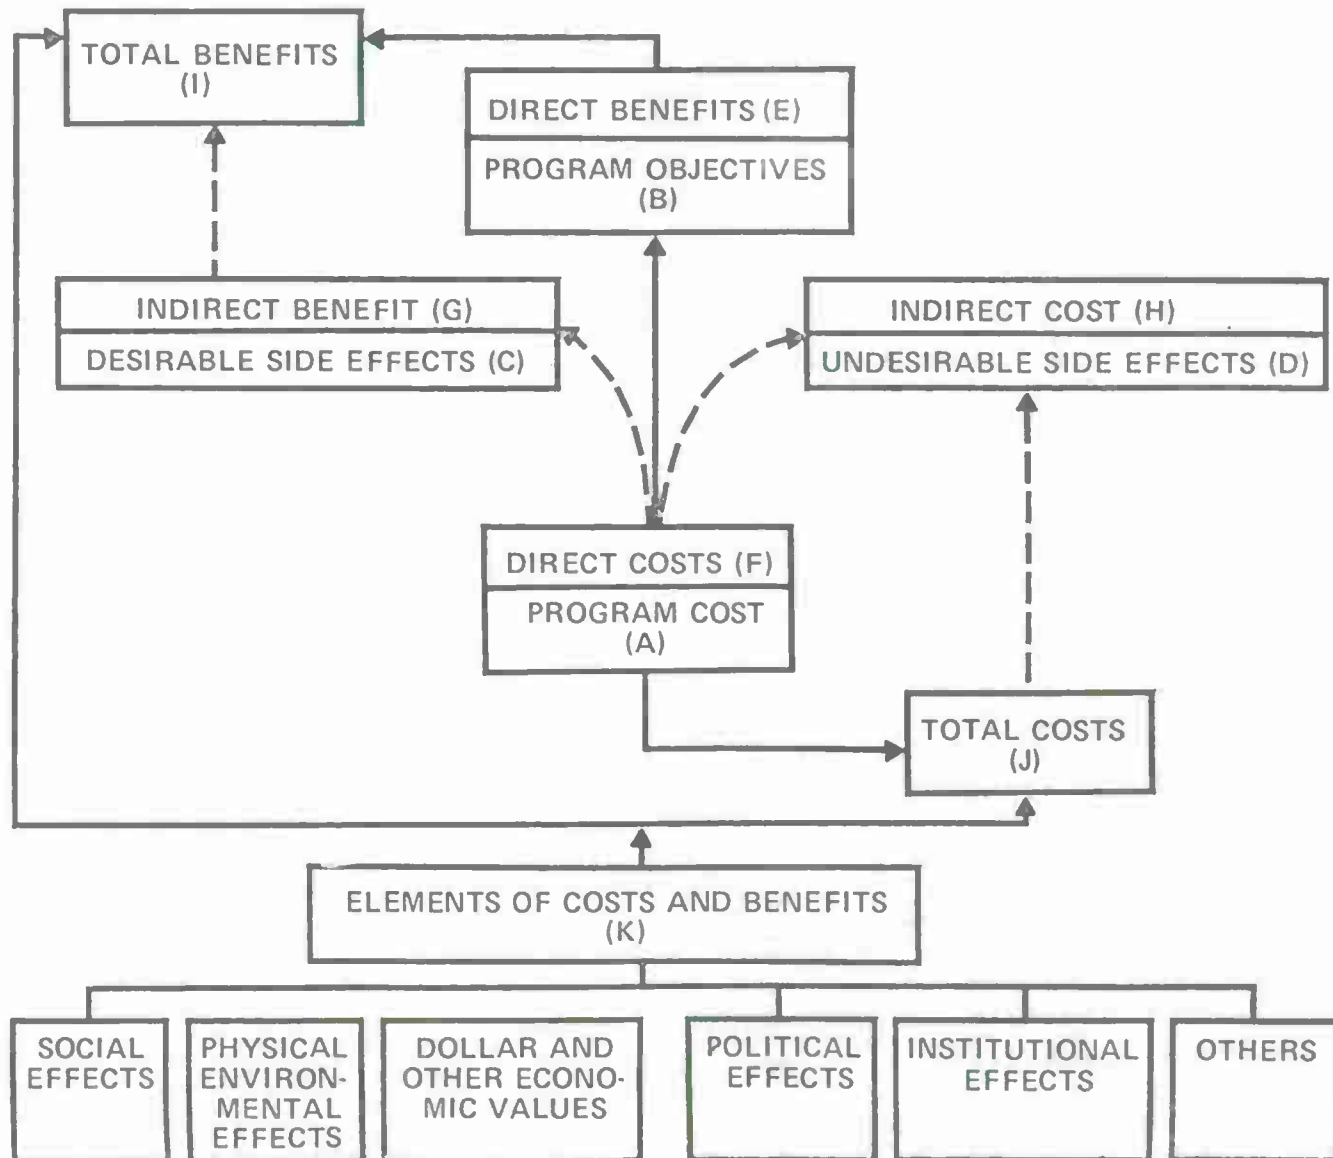 TOTAL BENEFITS
(I)
DIRECT BENEFITS (E)
PROGRAM OBJECTIVES
(B)
INDIRECT BENEFIT (G)
DESIRABLE SIDE EFFECTS (C)
INDIRECT COST (H)
UNDESIRABLE SIDE EFFECTS (D)
DIRECT COSTS (F)
PROGRAM COST
(A)
TOTAL COSTS
(J)
ELEMENTS OF COSTS AND BENEFITS
(K)
SOCIAL
EFFECTS
PHYSICAL
ENVIRON-
MENTAL
EFFECTS
DOLLAR AND
OTHER ECONO-
MIC VALUES
POLITICAL
EFFECTS
INSTITUTIONAL
EFFECTS
OTHERS